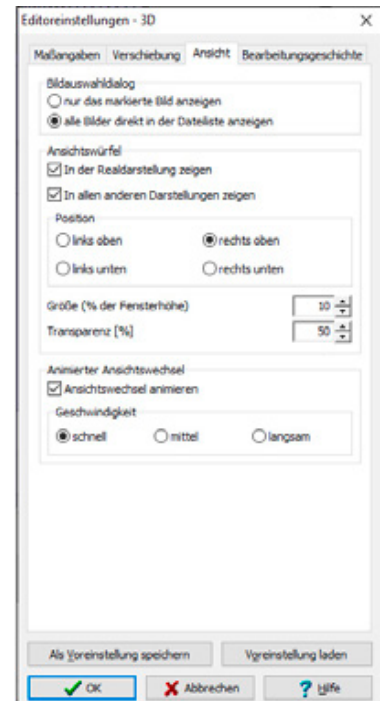 Editoreinstellungen - 3D
Maßangaben Verschiebung Ansicht Bearbeitungsgeschichte
Bildauswahldialog
nur das markierte Bild anzeigen
alle Bilder direkt in der Dateiliste anzeigen
Ansichtswürfel
In der Realdarstellung zeigen
In allen anderen Darstellungen zeigen
Position
links oben rechts oben
links unten rechts unten
Größe (% der Fensterhöhe) 10
Transparenz [%] 50
Animierter Ansichtswechsel
Ansichtswechsel animieren
Geschwindigkeit
schnell mittel langsam
Als Voreinstellung speichern Voreinstellung laden
OK Abbrechen ? Hilfe